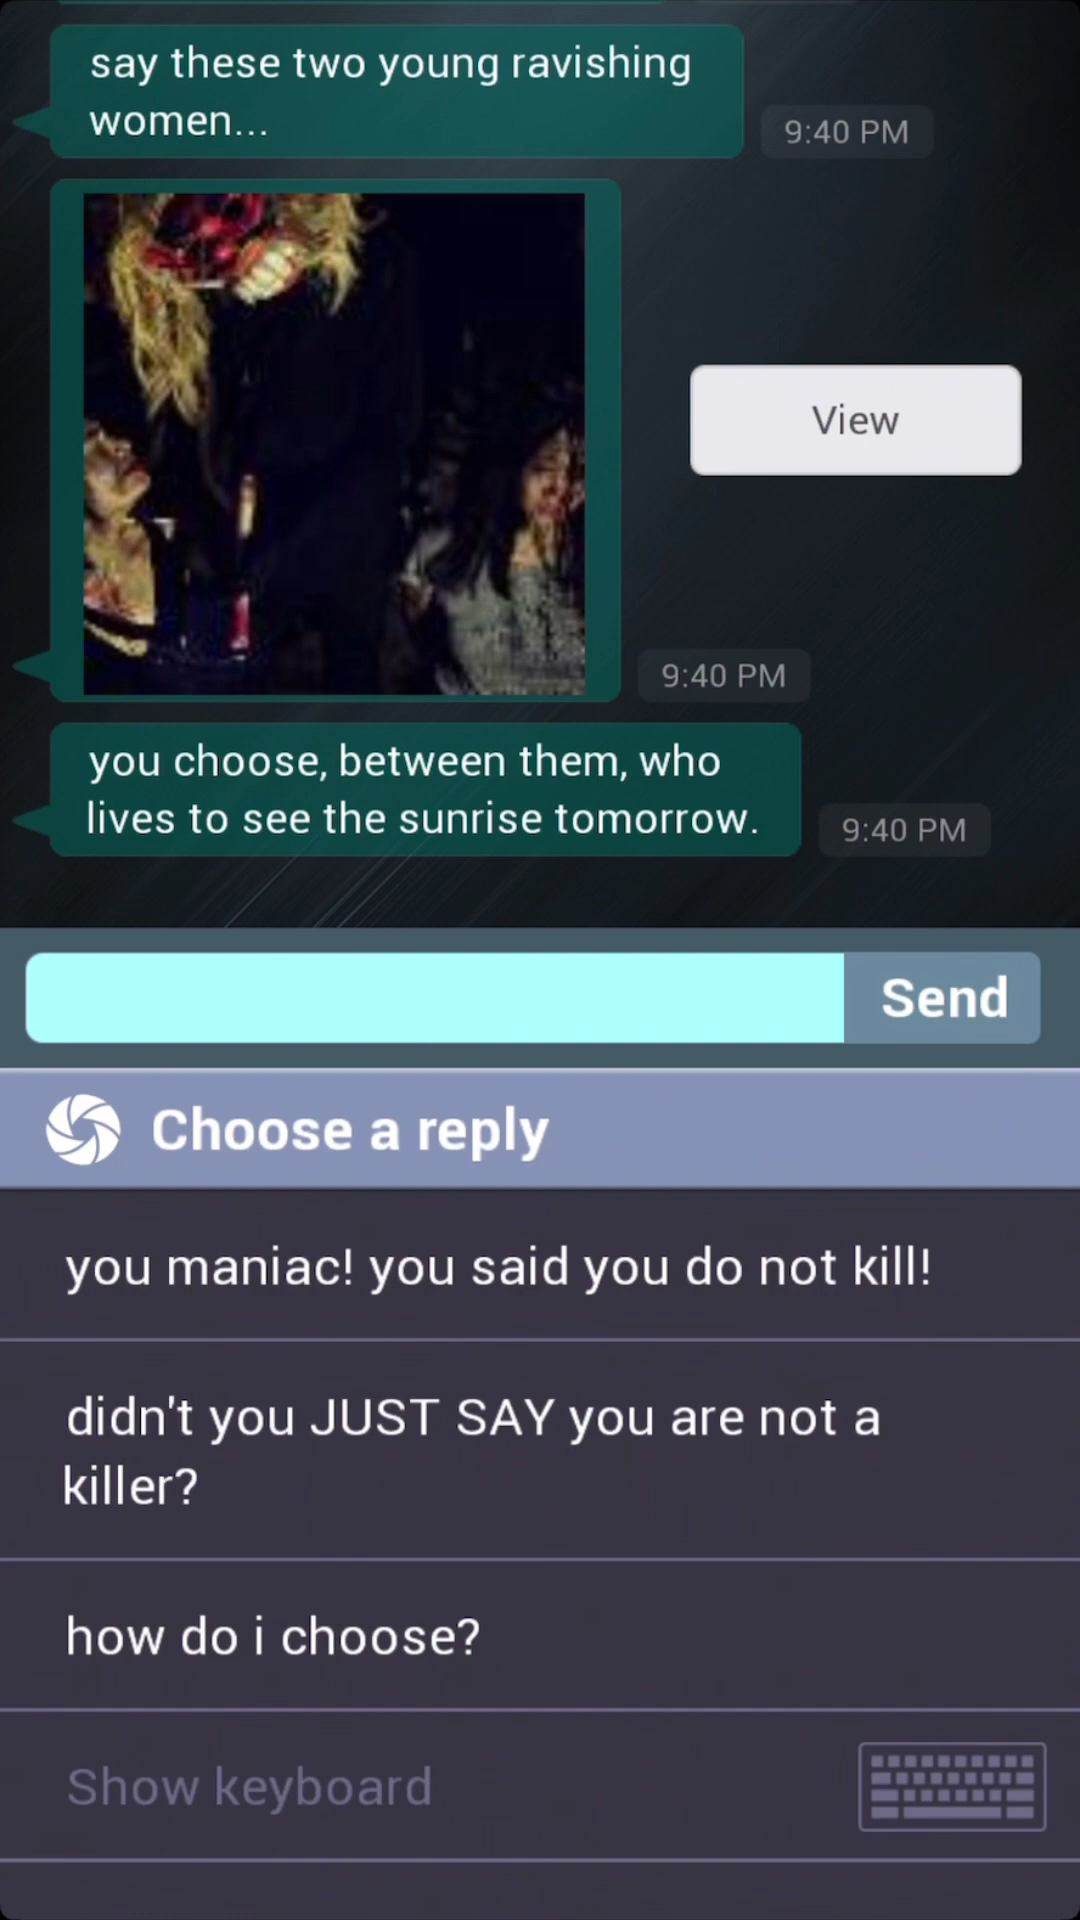 say these two young ravishing
women...
9:40 PM
View
9:40 PM
you choose, between them, who
lives to see the sunrise tomorrow.
9:40 PM
Send
Choose a reply
you maniac! you said you do not kill!
didn't you JUST SAY you are not a
killer?
how do i choose?
Show keyboard